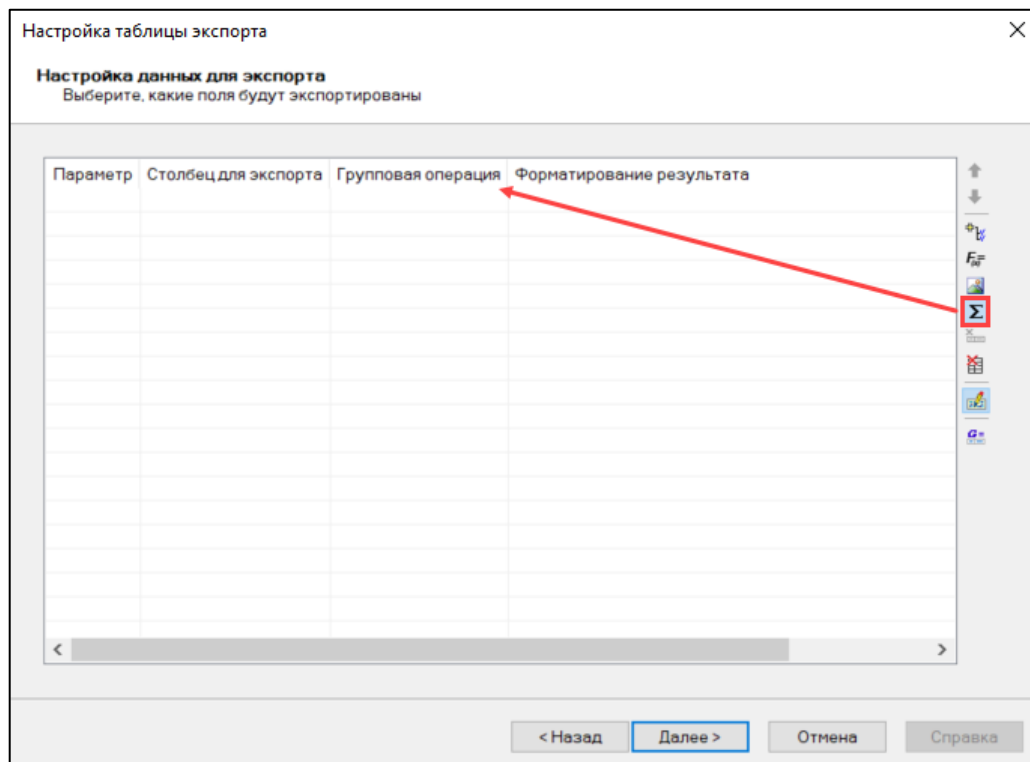 Настройка таблицы экспорта
Настройка данных для экспорта
Выберите, какие поля будут экспортированы
Параметр Столбец для экспорта Групповая операция Форматирование результата
Σ
< Назад Далее > Отмена Справка